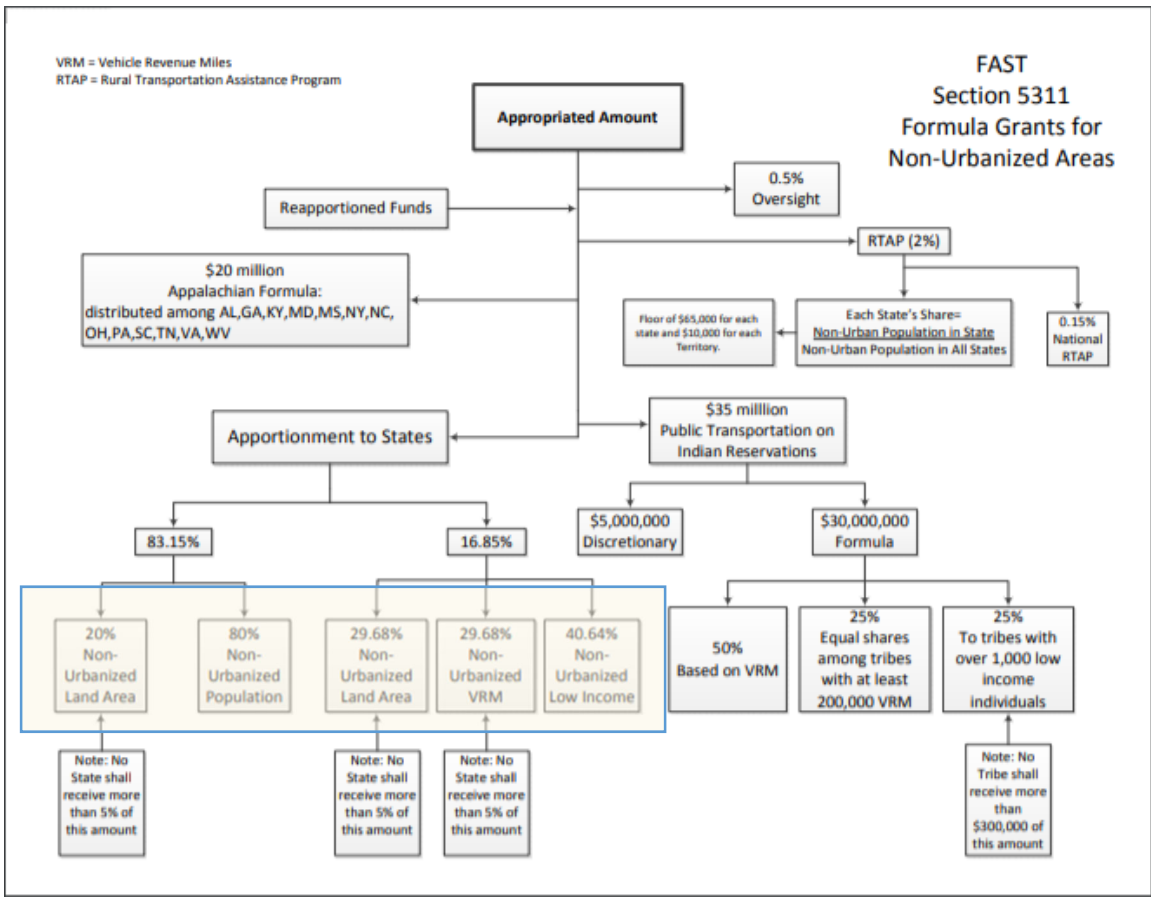 VRM = Vehicle Revenue Miles
RTAP = Rural Transportation Assistance Program
FAST
Section 5311
Formula Grants for
Non-Urbanized Areas
Appropriated Amount
0.5%
Oversight
Reapportioned Funds
RTAP (2%)
$20 million
Appalachian Formula:
distributed among AL,GA,KY,MD,MS,NY,NC,
OH,PA,SC,TN,VA,WV
Floor of $65,000 for each
state and $10,000 for each
Territory.
Each State's Share=
Non-Urban Population in State
Non-Urban Population in All States
0.15%
National
RTAP
Apportionment to States
$35 milllion
Public Transportation on
Indian Reservations
83.15%
16.85%
$5,000,000
Discretionary
$30,000,000
Formula
20%
Non-
Urbanized
Land Area
80%
Non-
Urbanized
Population
29.68%
Non-
Urbanized
Land Area
29.68%
Non-
Urbanized
VRM
40.64%
Non-
Urbanized
Low Income
50%
Based on VRM
25%
Equal shares
among tribes
with at least
200,000 VRM
25%
To tribes with
over 1,000 low
income
individuals
Note: No
State shall
receive more
than 5% of
this amount
Note: No
State shall
receive more
than 5% of
this amount
Note: No
State shall
receive more
than 5% of
this amount
Note: No
Tribe shall
receive more
than
$300,000 of
this amount